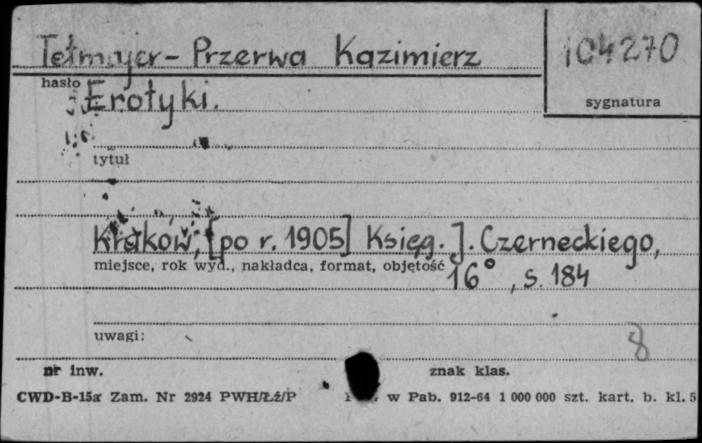 Tetmajer - Przerwa Kazimierz
104270
hasło
Erotyki.
sygnatura
tytuł
Kraków, [po r. 1905] Księg. J. Czerneckiego,
miejsce, rok wyd., nakładca, format, objętość
16°, s. 184
uwagi:
8
nr inw.
znak klas.
CWD-B-15a Zam. Nr 2924 PWH/Łź/P
w Pab. 912-64 1 000 000 szt. kart. b. kl. 5